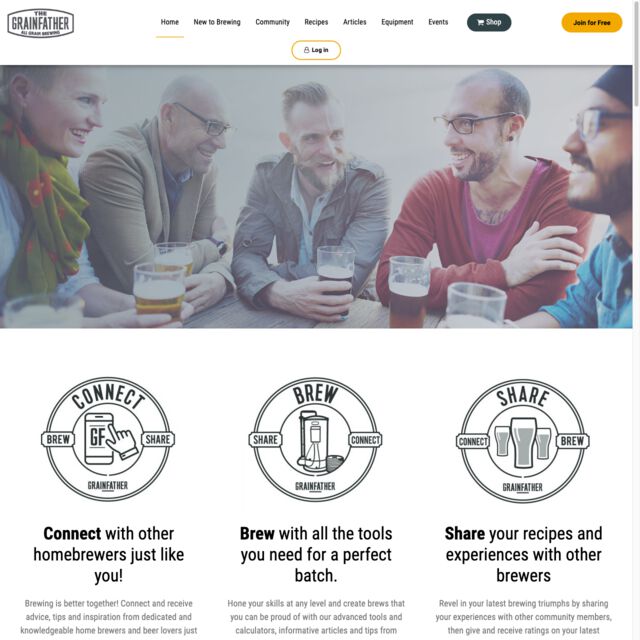 THE
GRAINFATHER
ALL GRAIN BREWING
Home New to Brewing Community Recipes Articles Equipment Events Shop Join for Free
Log in
CONNECT
BREW GF SHARE
GRAINFATHER
BREW
SHARE CONNECT
GRAINFATHER
SHARE
CONNECT BREW
GRAINFATHER
Connect with other
homebrewers just like
you!
Brewing is better together! Connect and receive
advice, tips and inspiration from dedicated and
knowledgeable home brewers and beer lovers just
Brew with all the tools
you need for a perfect
batch.
Hone your skills at any level and create brews that
you can be proud of with our advanced tools and
calculators, informative articles and tips from
Share your recipes and
experiences with other
brewers
Revel in your latest brewing triumphs by sharing
your experiences with other community members,
then give and receive ratings on your latest